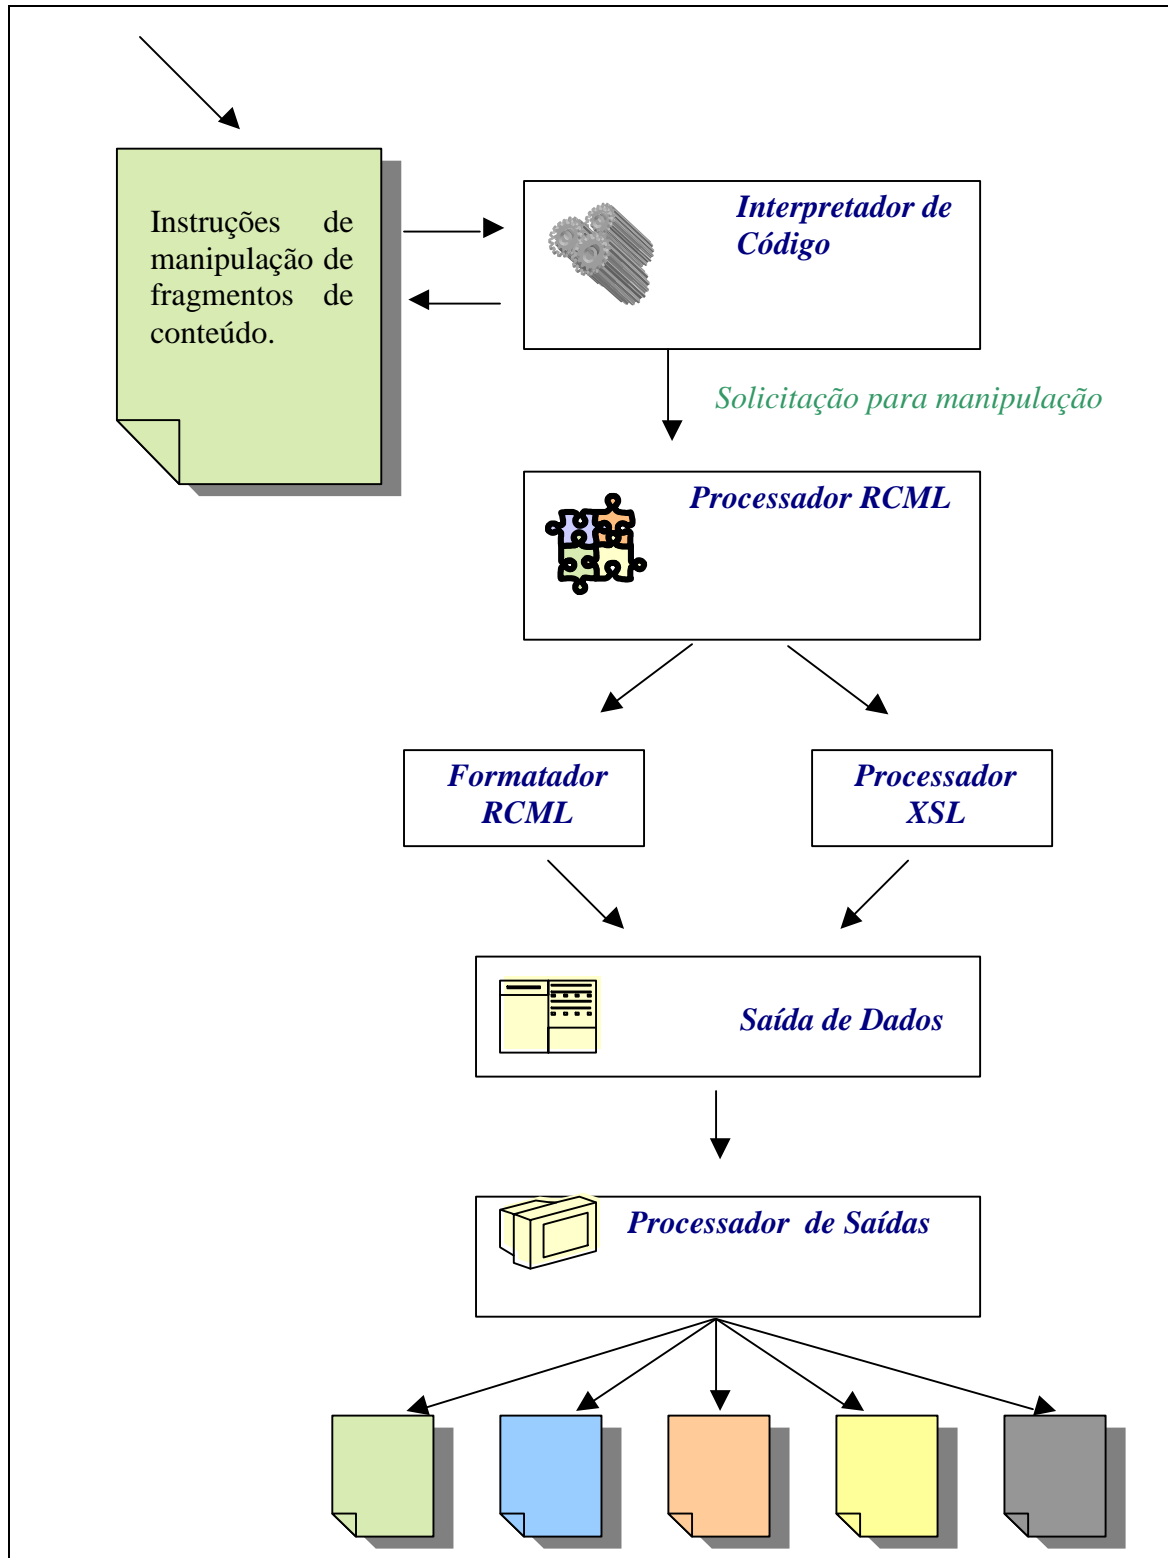 Instruções de
manipulação de
fragmentos de
conteúdo.
Interpretador de
Código
Solicitação para manipulação
Processador RCML
Formatador
RCML
Processador
XSL
Saída de Dados
Processador de Saídas